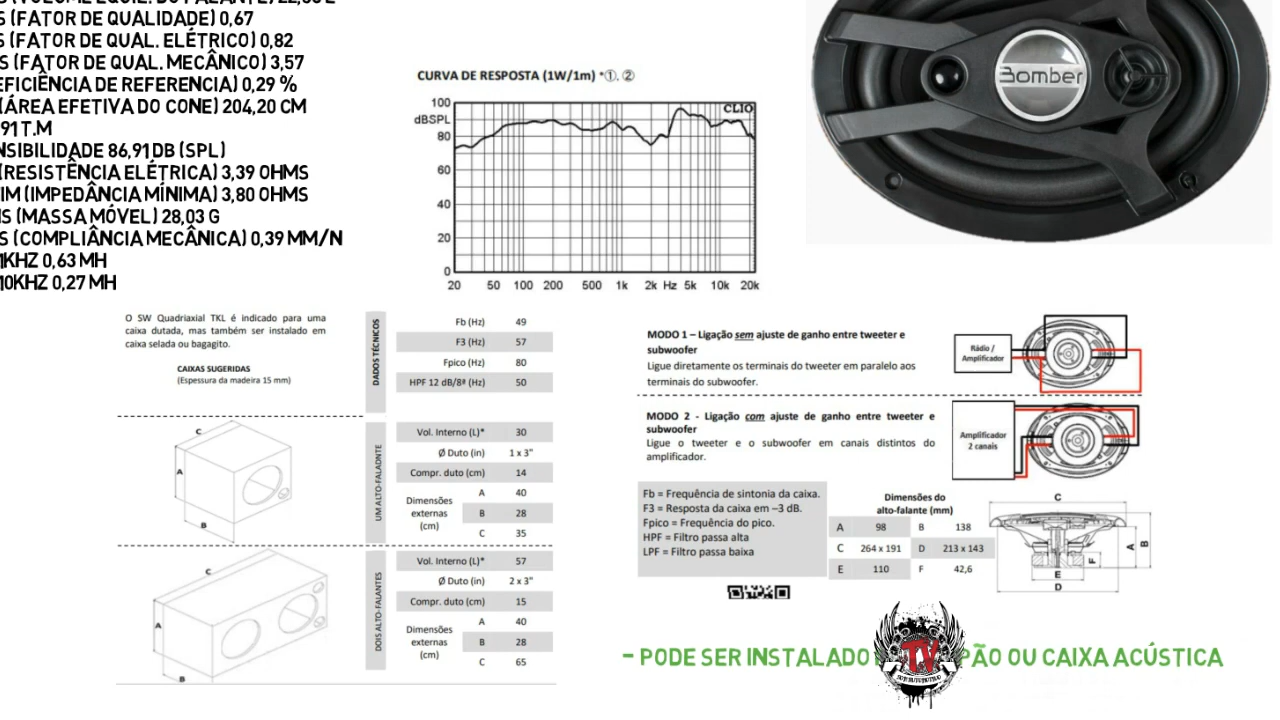 S (FATOR DE QUALIDADE) 0,67
S (FATOR DE QUAL. ELÉTRICO) 0,82
S (FATOR DE QUAL. MECÂNICO) 3,57
EFICIÊNCIA DE REFERENCIA) 0,29 %
(ÁREA EFETIVA DO CONE) 204,20 CM
91 T.M
NSIBILIDADE 86,91 DB (SPL)
(RESISTÊNCIA ELÉTRICA) 3,39 OHMS
IM (IMPEDÂNCIA MÍNIMA) 3,80 OHMS
S (MASSA MÓVEL) 28,03 G
S (COMPLIÂNCIA MECÂNICA) 0,39 MM/N
1KHZ 0,63 MH
10KHZ 0,27 MH
CURVA DE RESPOSTA (1W/1m) *①, ②
CLIO
100
dBSPL
80
60
40
20
0
20 50 100 200 500 1k 2k Hz 5k 10k 20k
Bomber
O SW Quadriaxial TKL é indicado para uma
caixa dutada, mas também ser instalado em
caixa selada ou bagagito.
CAIXAS SUGERIDAS
(Espessura da madeira 15 mm)
DADOS TÉCNICOS
Fb (Hz) 49
F3 (Hz) 57
Fpico (Hz) 80
HPF 12 dB/8ª (Hz) 50
C
A
B
UM ALTO-FALADNTE
Vol. Interno (L)* 30
Ø Duto (in) 1 x 3"
Compr. duto (cm) 14
Dimensões externas (cm)
A 40
B 28
C 35
C
A
B
DOIS ALTO-FALANTES
Vol. Interno (L)* 57
Ø Duto (in) 2 x 3"
Compr. duto (cm) 15
Dimensões externas (cm)
A 40
B 28
C 65
MODO 1 – Ligação sem ajuste de ganho entre tweeter e
subwoofer
Ligue diretamente os terminais do tweeter em paralelo aos
terminais do subwoofer.
Rádio /
Amplificador
MODO 2 - Ligação com ajuste de ganho entre tweeter e
subwoofer
Ligue o tweeter e o subwoofer em canais distintos do
amplificador.
Amplificador
2 canais
Fb = Frequência de sintonia da caixa.
F3 = Resposta da caixa em –3 dB.
Fpico = Frequência do pico.
HPF = Filtro passa alta
LPF = Filtro passa baixa
Dimensões do
alto-falante (mm)
A 98 B 138
C 264 x 191 D 213 x 143
E 110 F 42,6
C
A
B
F
E
D
- PODE SER INSTALADO
PÃO OU CAIXA ACÚSTICA
TV
SOM AUTOMOTIVO